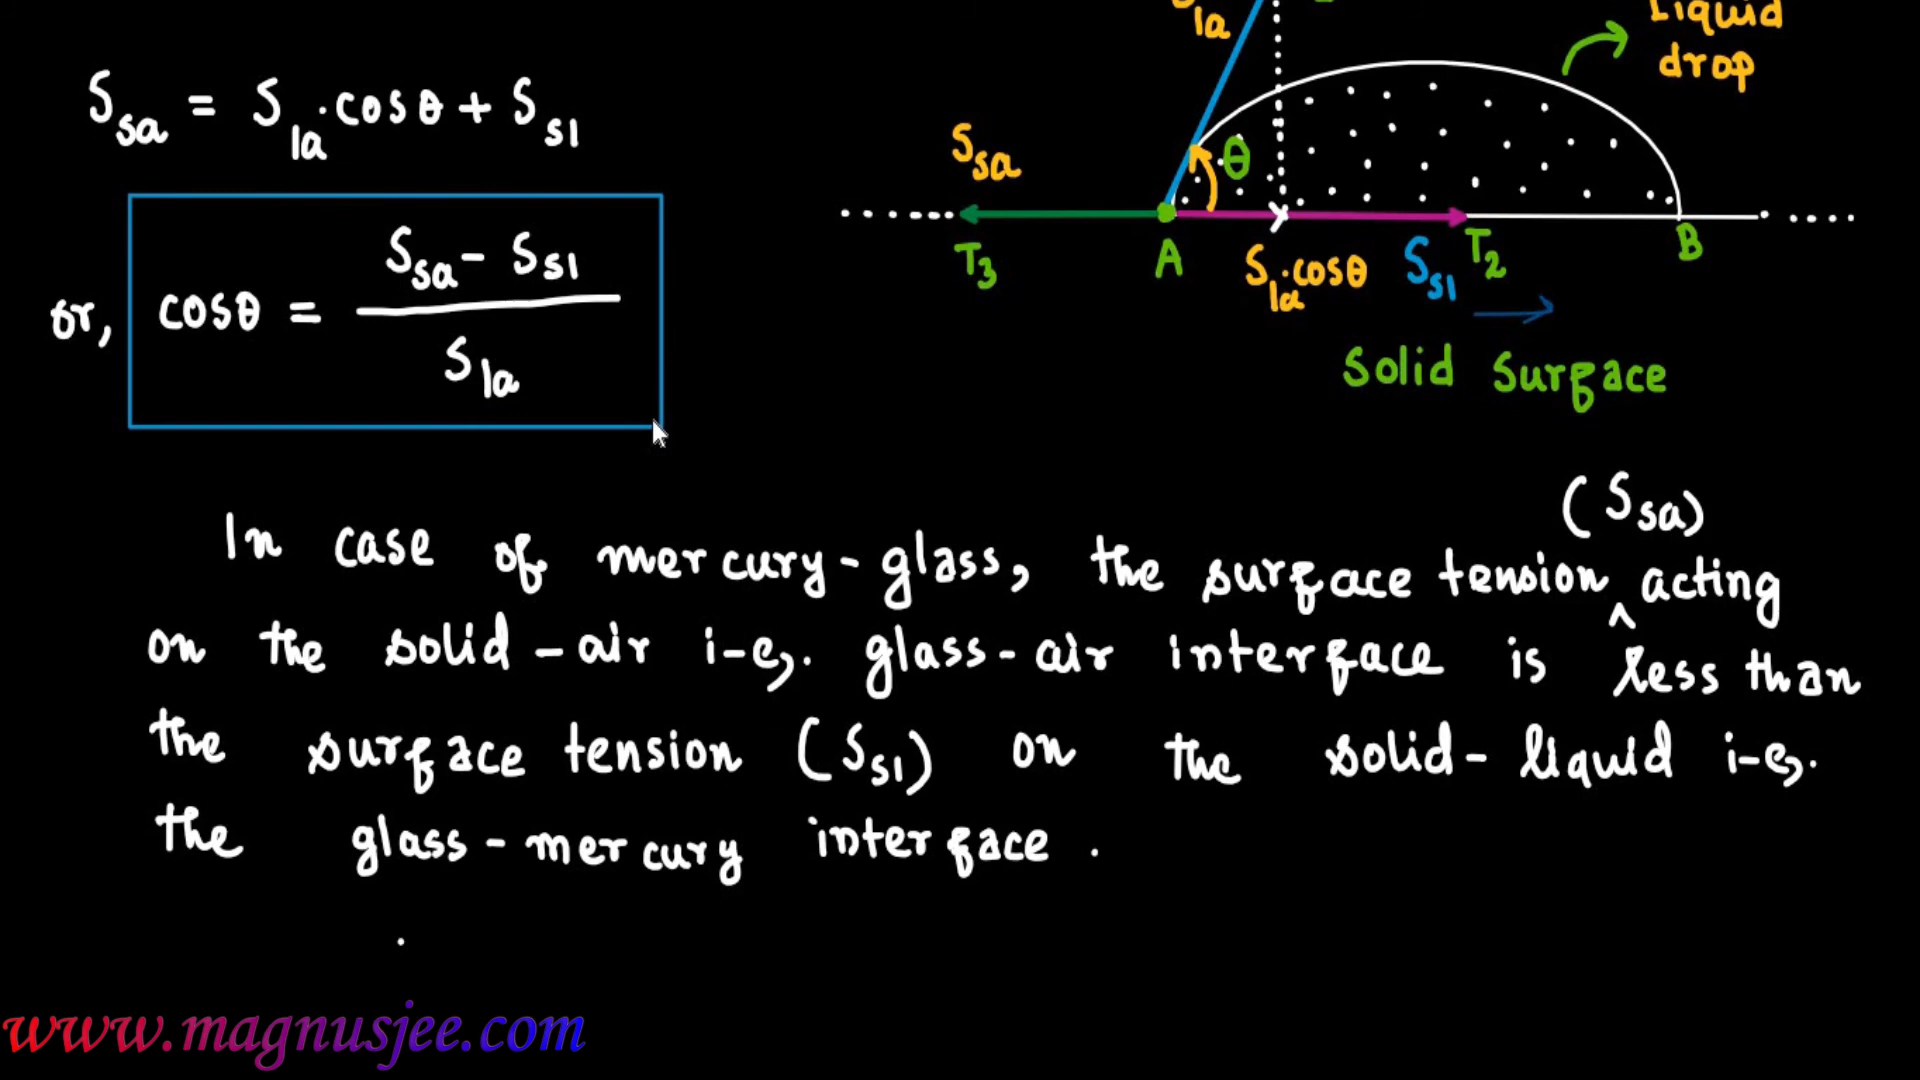 S_sa = S_la · cosθ + S_sl
or, cosθ = (S_sa - S_sl) / S_la
S_la
Liquid
drop
θ
S_sa
T3
A
S_la · cosθ
S_sl
T2
B
Solid Surface
(S_sa)
In case of mercury-glass, the surface tension ^ acting
on the solid-air i-e,. glass-air interface is less than
the surface tension (S_sl) on the solid-liquid i-e,.
the glass-mercury interface.
www.magnusjee.com